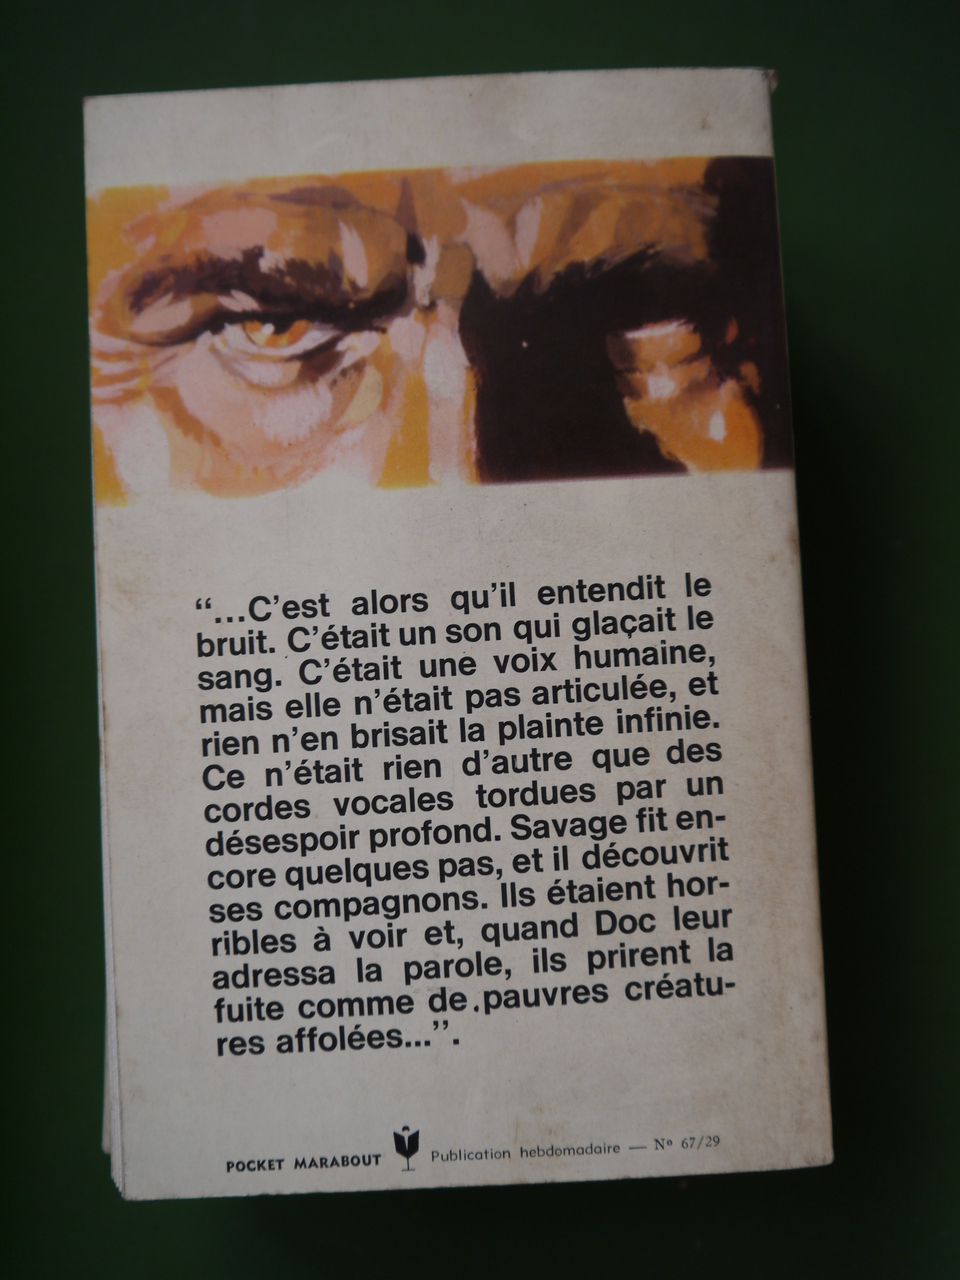 “...C’est alors qu’il entendit le
bruit. C’était un son qui glaçait le
sang. C’était une voix humaine,
mais elle n’était pas articulée, et
rien n’en brisait la plainte infinie.
Ce n’était rien d’autre que des
cordes vocales tordues par un
désespoir profond. Savage fit en-
core quelques pas, et il découvrit
ses compagnons. Ils étaient hor-
ribles à voir et, quand Doc leur
adressa la parole, ils prirent la
fuite comme de pauvres créatu-
res affolées...”.
POCKET MARABOUT Publication hebdomadaire — Nº 67/29